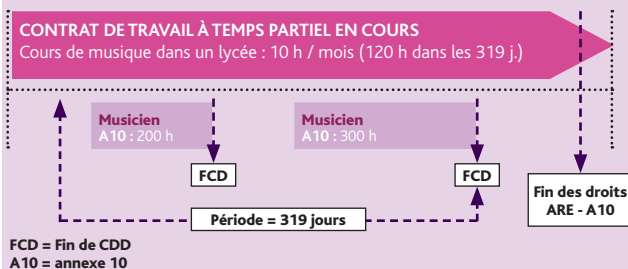 CONTRAT DE TRAVAIL À TEMPS PARTIEL EN COURS
Cours de musique dans un lycée : 10 h / mois (120 h dans les 319 j.)
Musicien
A10 : 200 h
Musicien
A10 : 300 h
FCD
FCD
Fin des droits
ARE - A10
Période = 319 jours
FCD = Fin de CDD
A10 = annexe 10